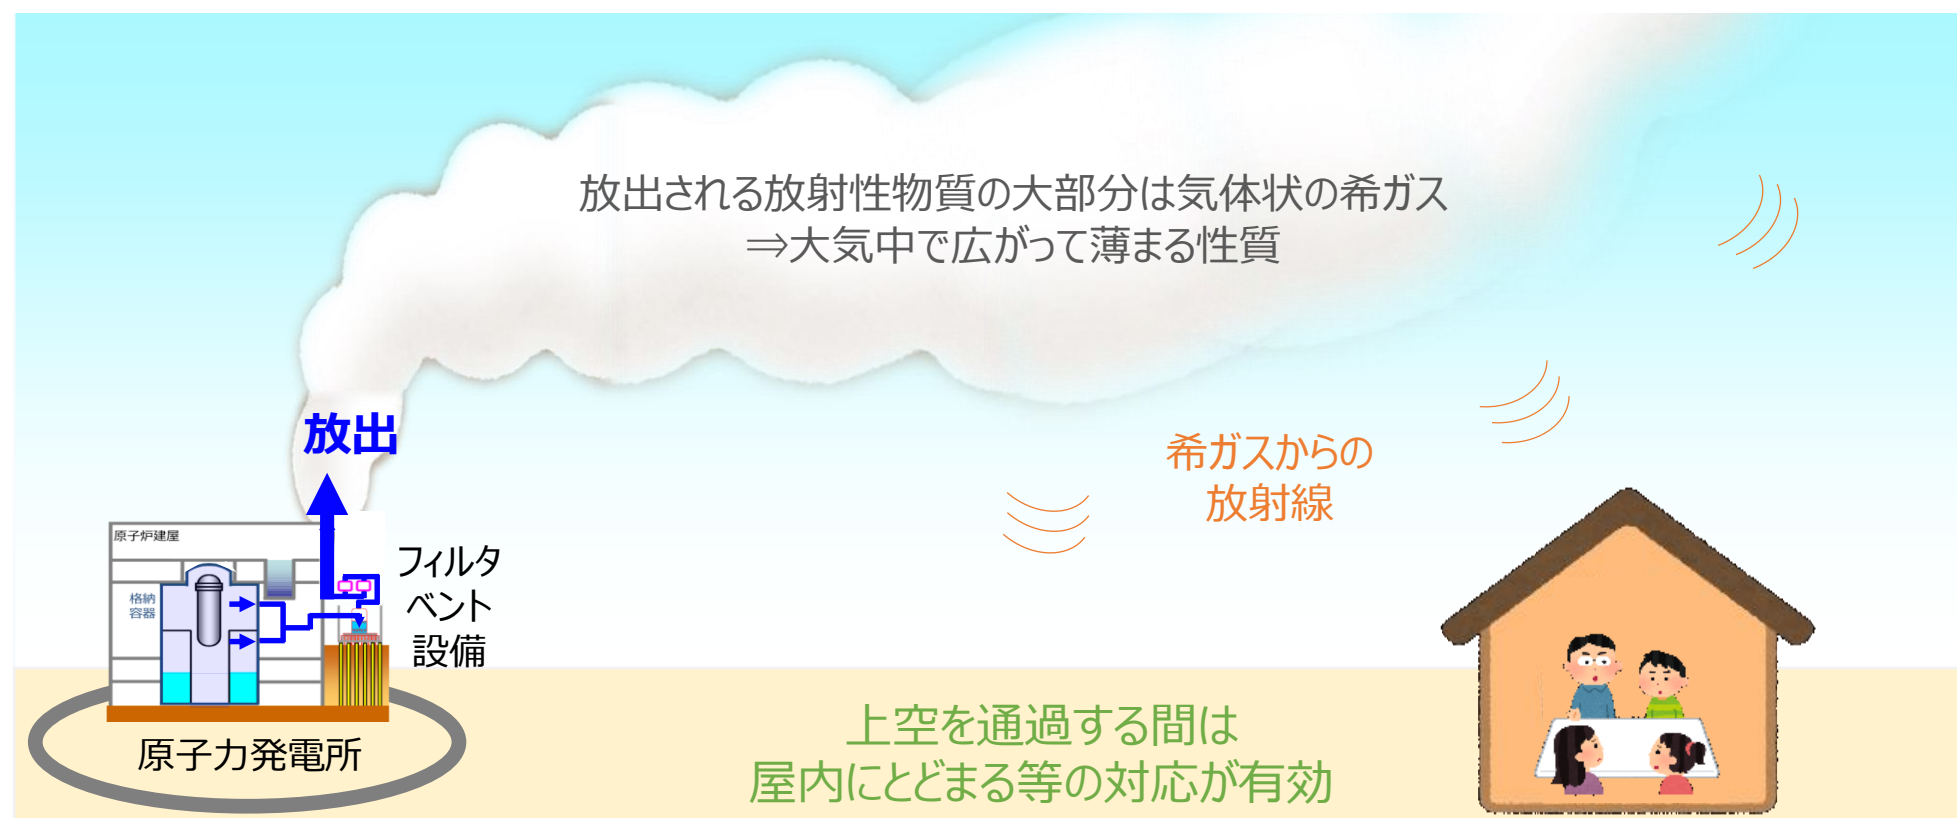 放出される放射性物質の大部分は気体状の希ガス
⇒大気中で広がって薄まる性質
放出
希ガスからの
放射線
原子炉建屋
格納
容器
フィルタ
ベント
設備
原子力発電所
上空を通過する間は
屋内にとどまる等の対応が有効